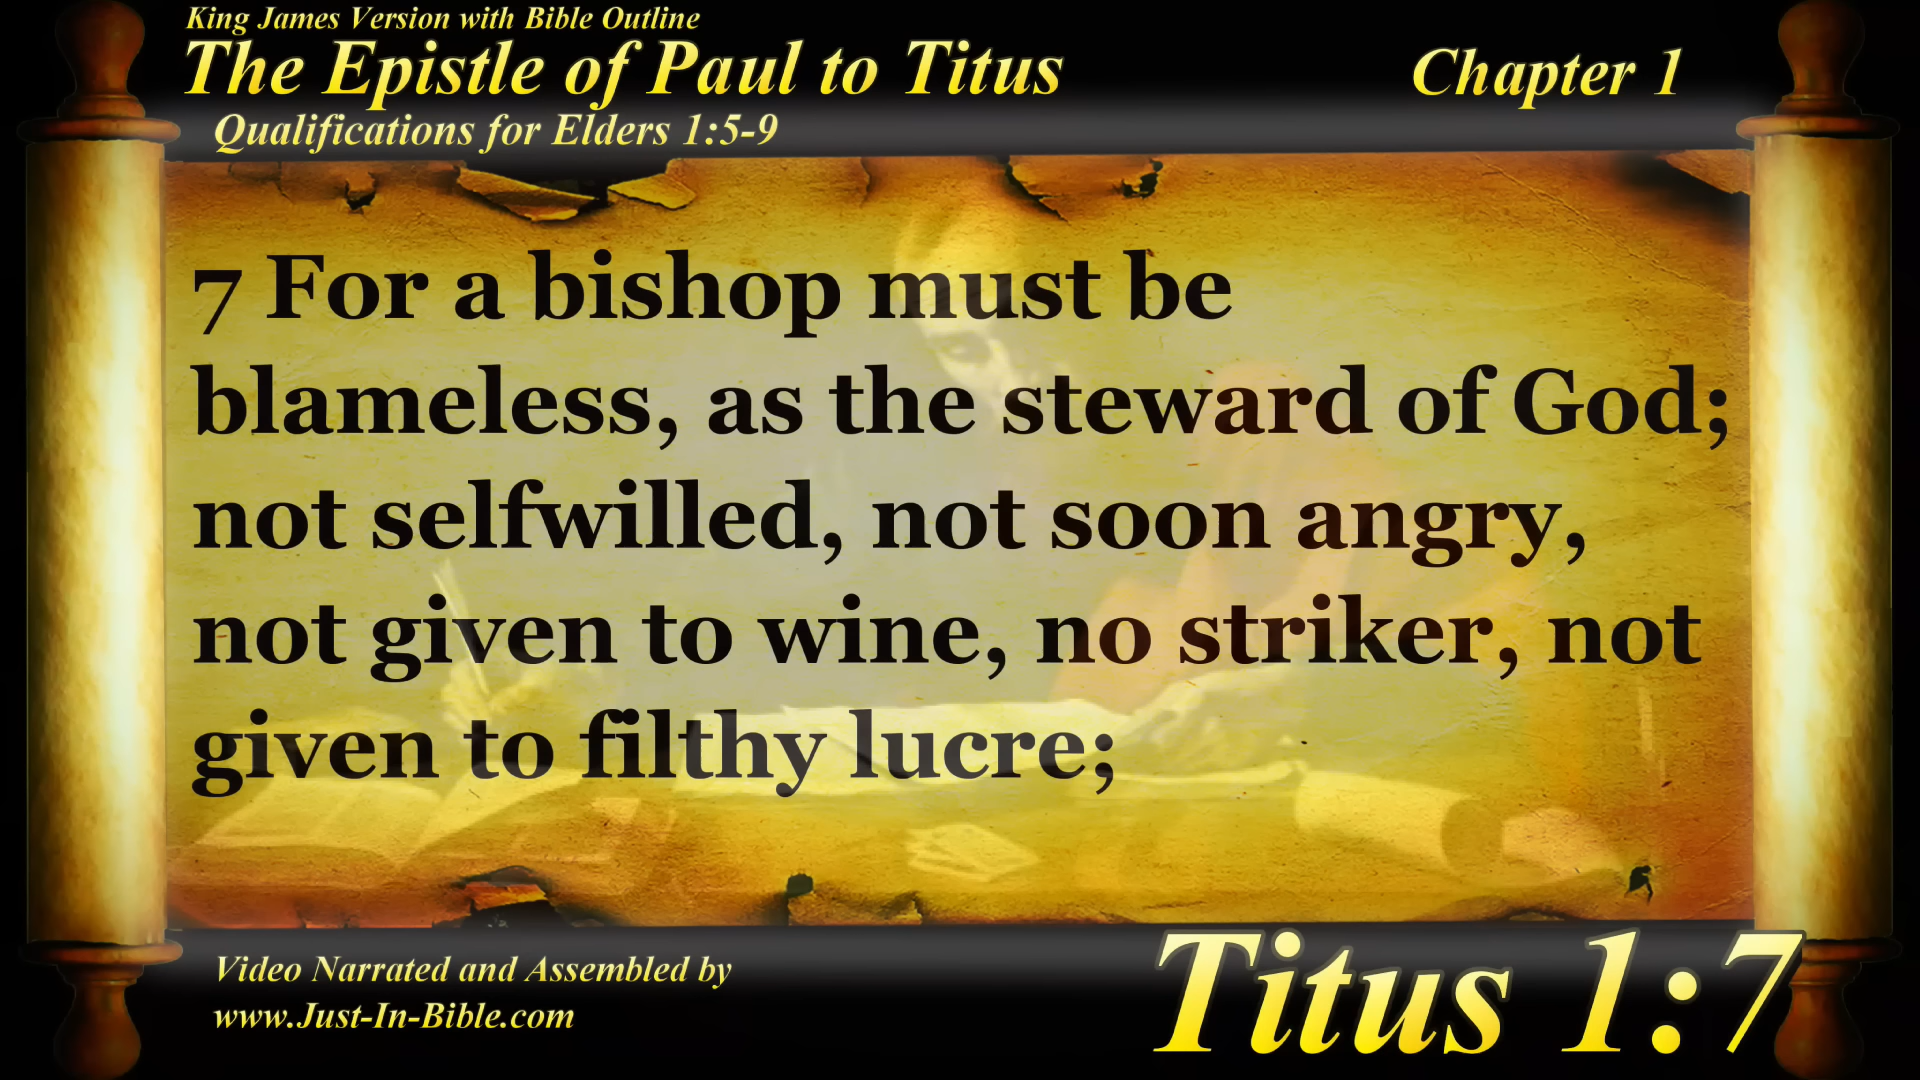 King James Version with Bible Outline
The Epistle of Paul to Titus
Chapter 1
Qualifications for Elders 1:5-9
7 For a bishop must be
blameless, as the steward of God;
not selfwilled, not soon angry,
not given to wine, no striker, not
given to filthy lucre;
Video Narrated and Assembled by
www.Just-In-Bible.com
Titus 1:7